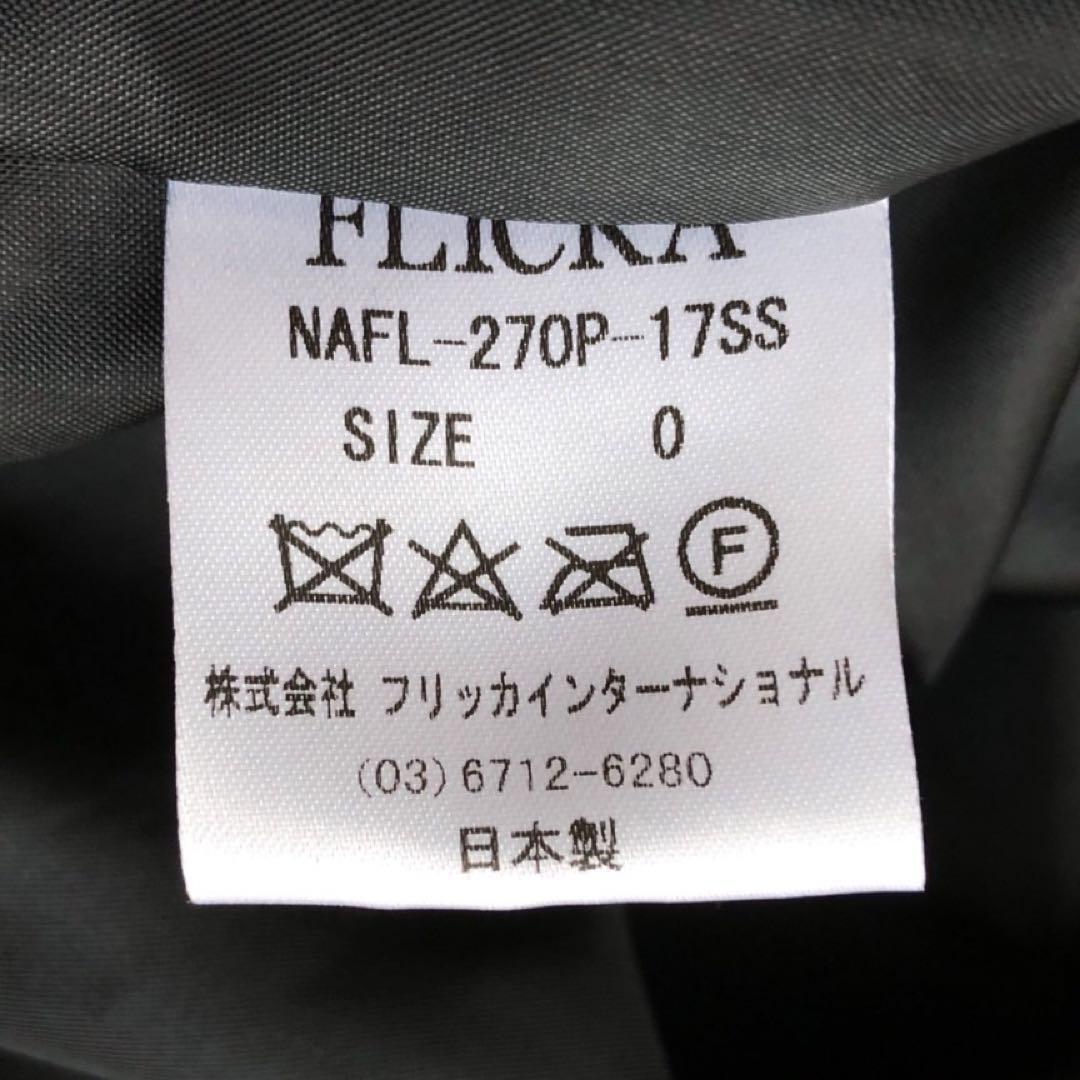 FLICKA
NAFL-270P-17SS
SIZE 0
F
株式会社 フリッカインターナショナル
(03)6712-6280
日本製